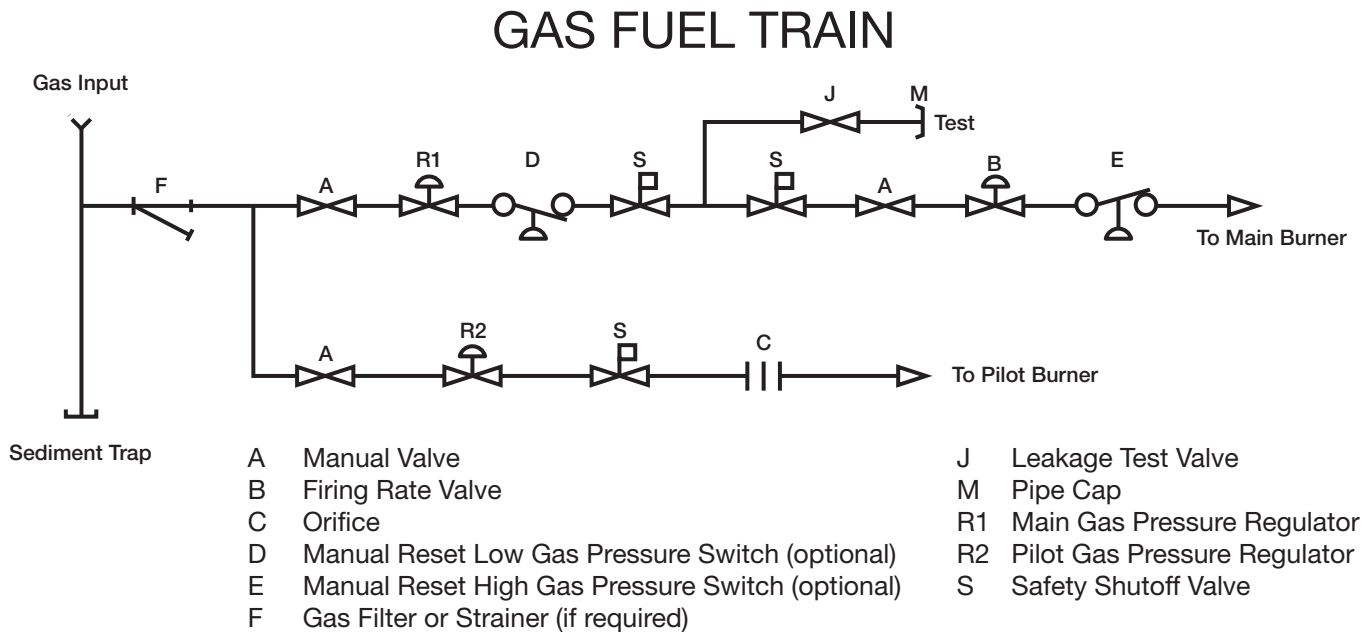 GAS FUEL TRAIN
Gas Input
J
M
Test
F
A
R1
D
S
S
A
B
E
To Main Burner
A
R2
S
C
To Pilot Burner
Sediment Trap
A Manual Valve
B Firing Rate Valve
C Orifice
D Manual Reset Low Gas Pressure Switch (optional)
E Manual Reset High Gas Pressure Switch (optional)
F Gas Filter or Strainer (if required)
J Leakage Test Valve
M Pipe Cap
R1 Main Gas Pressure Regulator
R2 Pilot Gas Pressure Regulator
S Safety Shutoff Valve